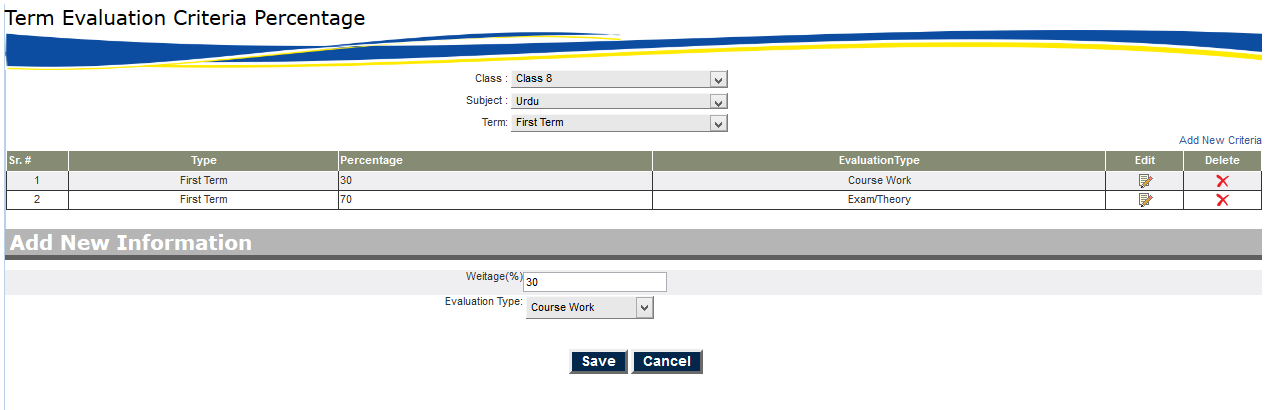 Term Evaluation Criteria Percentage
Class : Class 8
Subject : Urdu
Term: First Term
Add New Criteria
Sr. # Type Percentage EvaluationType Edit Delete
1 First Term 30 Course Work
2 First Term 70 Exam/Theory
Add New Information
Weitage(%) 30
Evaluation Type: Course Work
Save Cancel